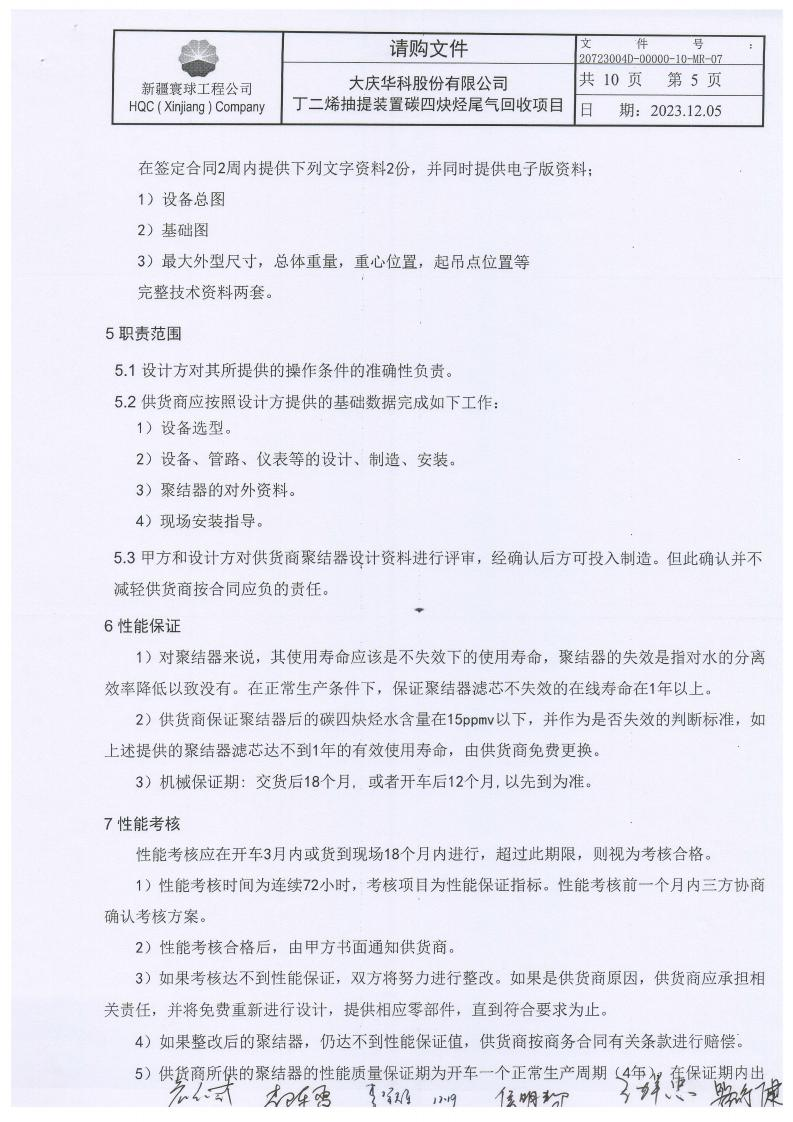 新疆寰球工程公司
HQC ( Xinjiang ) Company
请购文件
大庆华科股份有限公司
丁二烯抽提装置碳四炔烃尾气回收项目
文 件 号 :
20723004D-00000-10-MR-07
共 10 页 第 5 页
日 期: 2023.12.05
在签定合同2周内提供下列文字资料2份，并同时提供电子版资料;
1）设备总图
2）基础图
3）最大外型尺寸，总体重量，重心位置，起吊点位置等
完整技术资料两套。
5 职责范围
5.1 设计方对其所提供的操作条件的准确性负责。
5.2 供货商应按照设计方提供的基础数据完成如下工作:
1）设备选型。
2）设备、管路、仪表等的设计、制造、安装。
3）聚结器的对外资料。
4）现场安装指导。
5.3 甲方和设计方对供货商聚结器设计资料进行评审，经确认后方可投入制造。但此确认并不
减轻供货商按合同应负的责任。
6 性能保证
1）对聚结器来说，其使用寿命应该是不失效下的使用寿命，聚结器的失效是指对水的分离
效率降低以致没有。在正常生产条件下，保证聚结器滤芯不失效的在线寿命在1年以上。
2）供货商保证聚结器后的碳四炔烃水含量在15ppmv以下，并作为是否失效的判断标准，如
上述提供的聚结器滤芯达不到1年的有效使用寿命，由供货商免费更换。
3）机械保证期: 交货后18个月, 或者开车后12个月,以先到为准。
7 性能考核
性能考核应在开车3月内或货到现场18个月内进行，超过此期限，则视为考核合格。
1）性能考核时间为连续72小时，考核项目为性能保证指标。性能考核前一个月内三方协商
确认考核方案。
2）性能考核合格后，由甲方书面通知供货商。
3）如果考核达不到性能保证，双方将努力进行整改。如果是供货商原因，供货商应承担相
关责任，并将免费重新进行设计，提供相应零部件，直到符合要求为止。
4）如果整改后的聚结器，仍达不到性能保证值，供货商按商务合同有关条款进行赔偿。
5）供货商所供的聚结器的性能质量保证期为开车一个正常生产周期（4年），在保证期内出
12.19